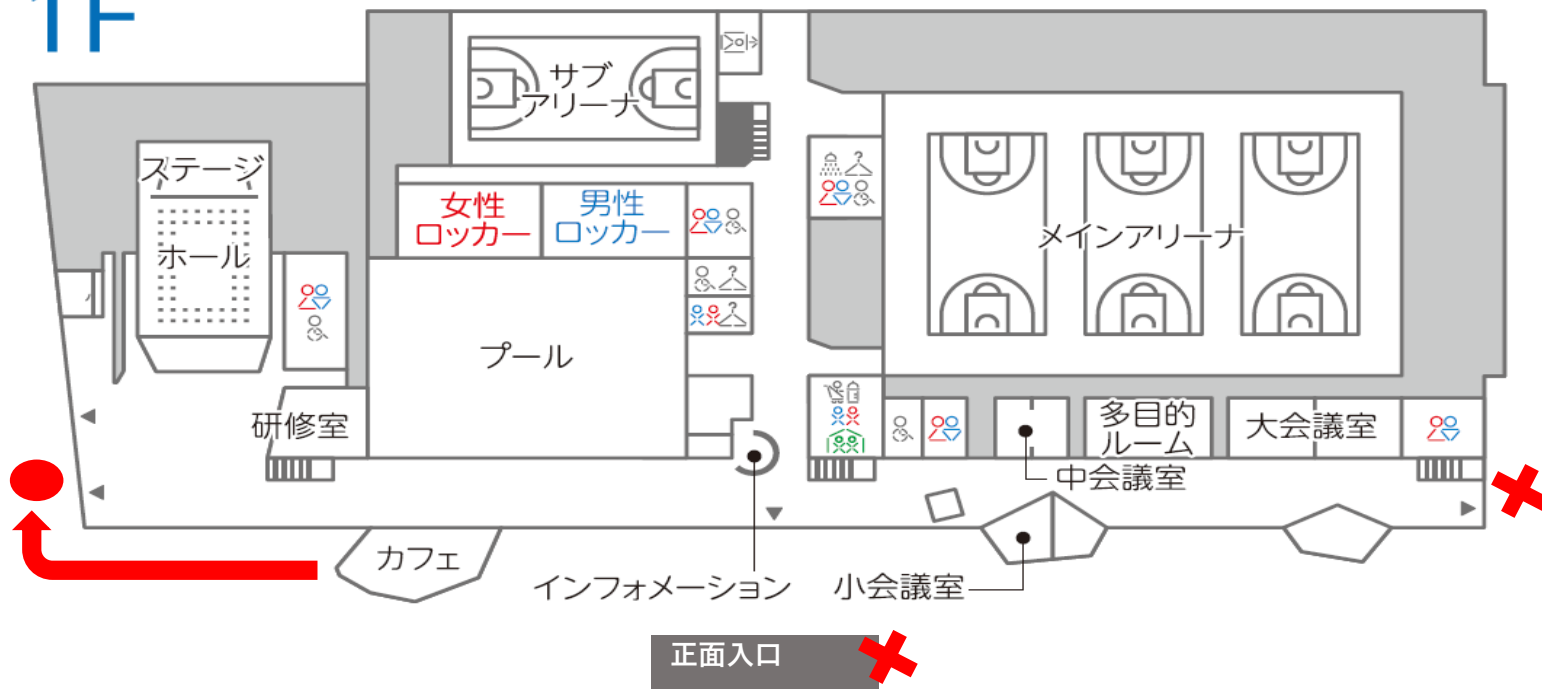 1F
サブ
アリーナ
ステージ
女性
ロッカー
男性
ロッカー
ホール
メインアリーナ
プール
研修室
多目的
ルーム
大会議室
中会議室
カフェ
インフォメーション
小会議室
正面入口